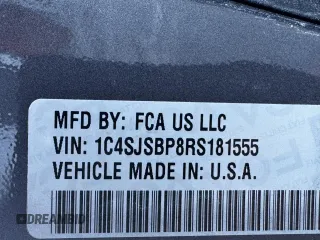 MFD BY: FCA US LLC
VIN: 1C4SJSBP8RS181555
VEHICLE MADE IN: U.S.A.
DREAMBID